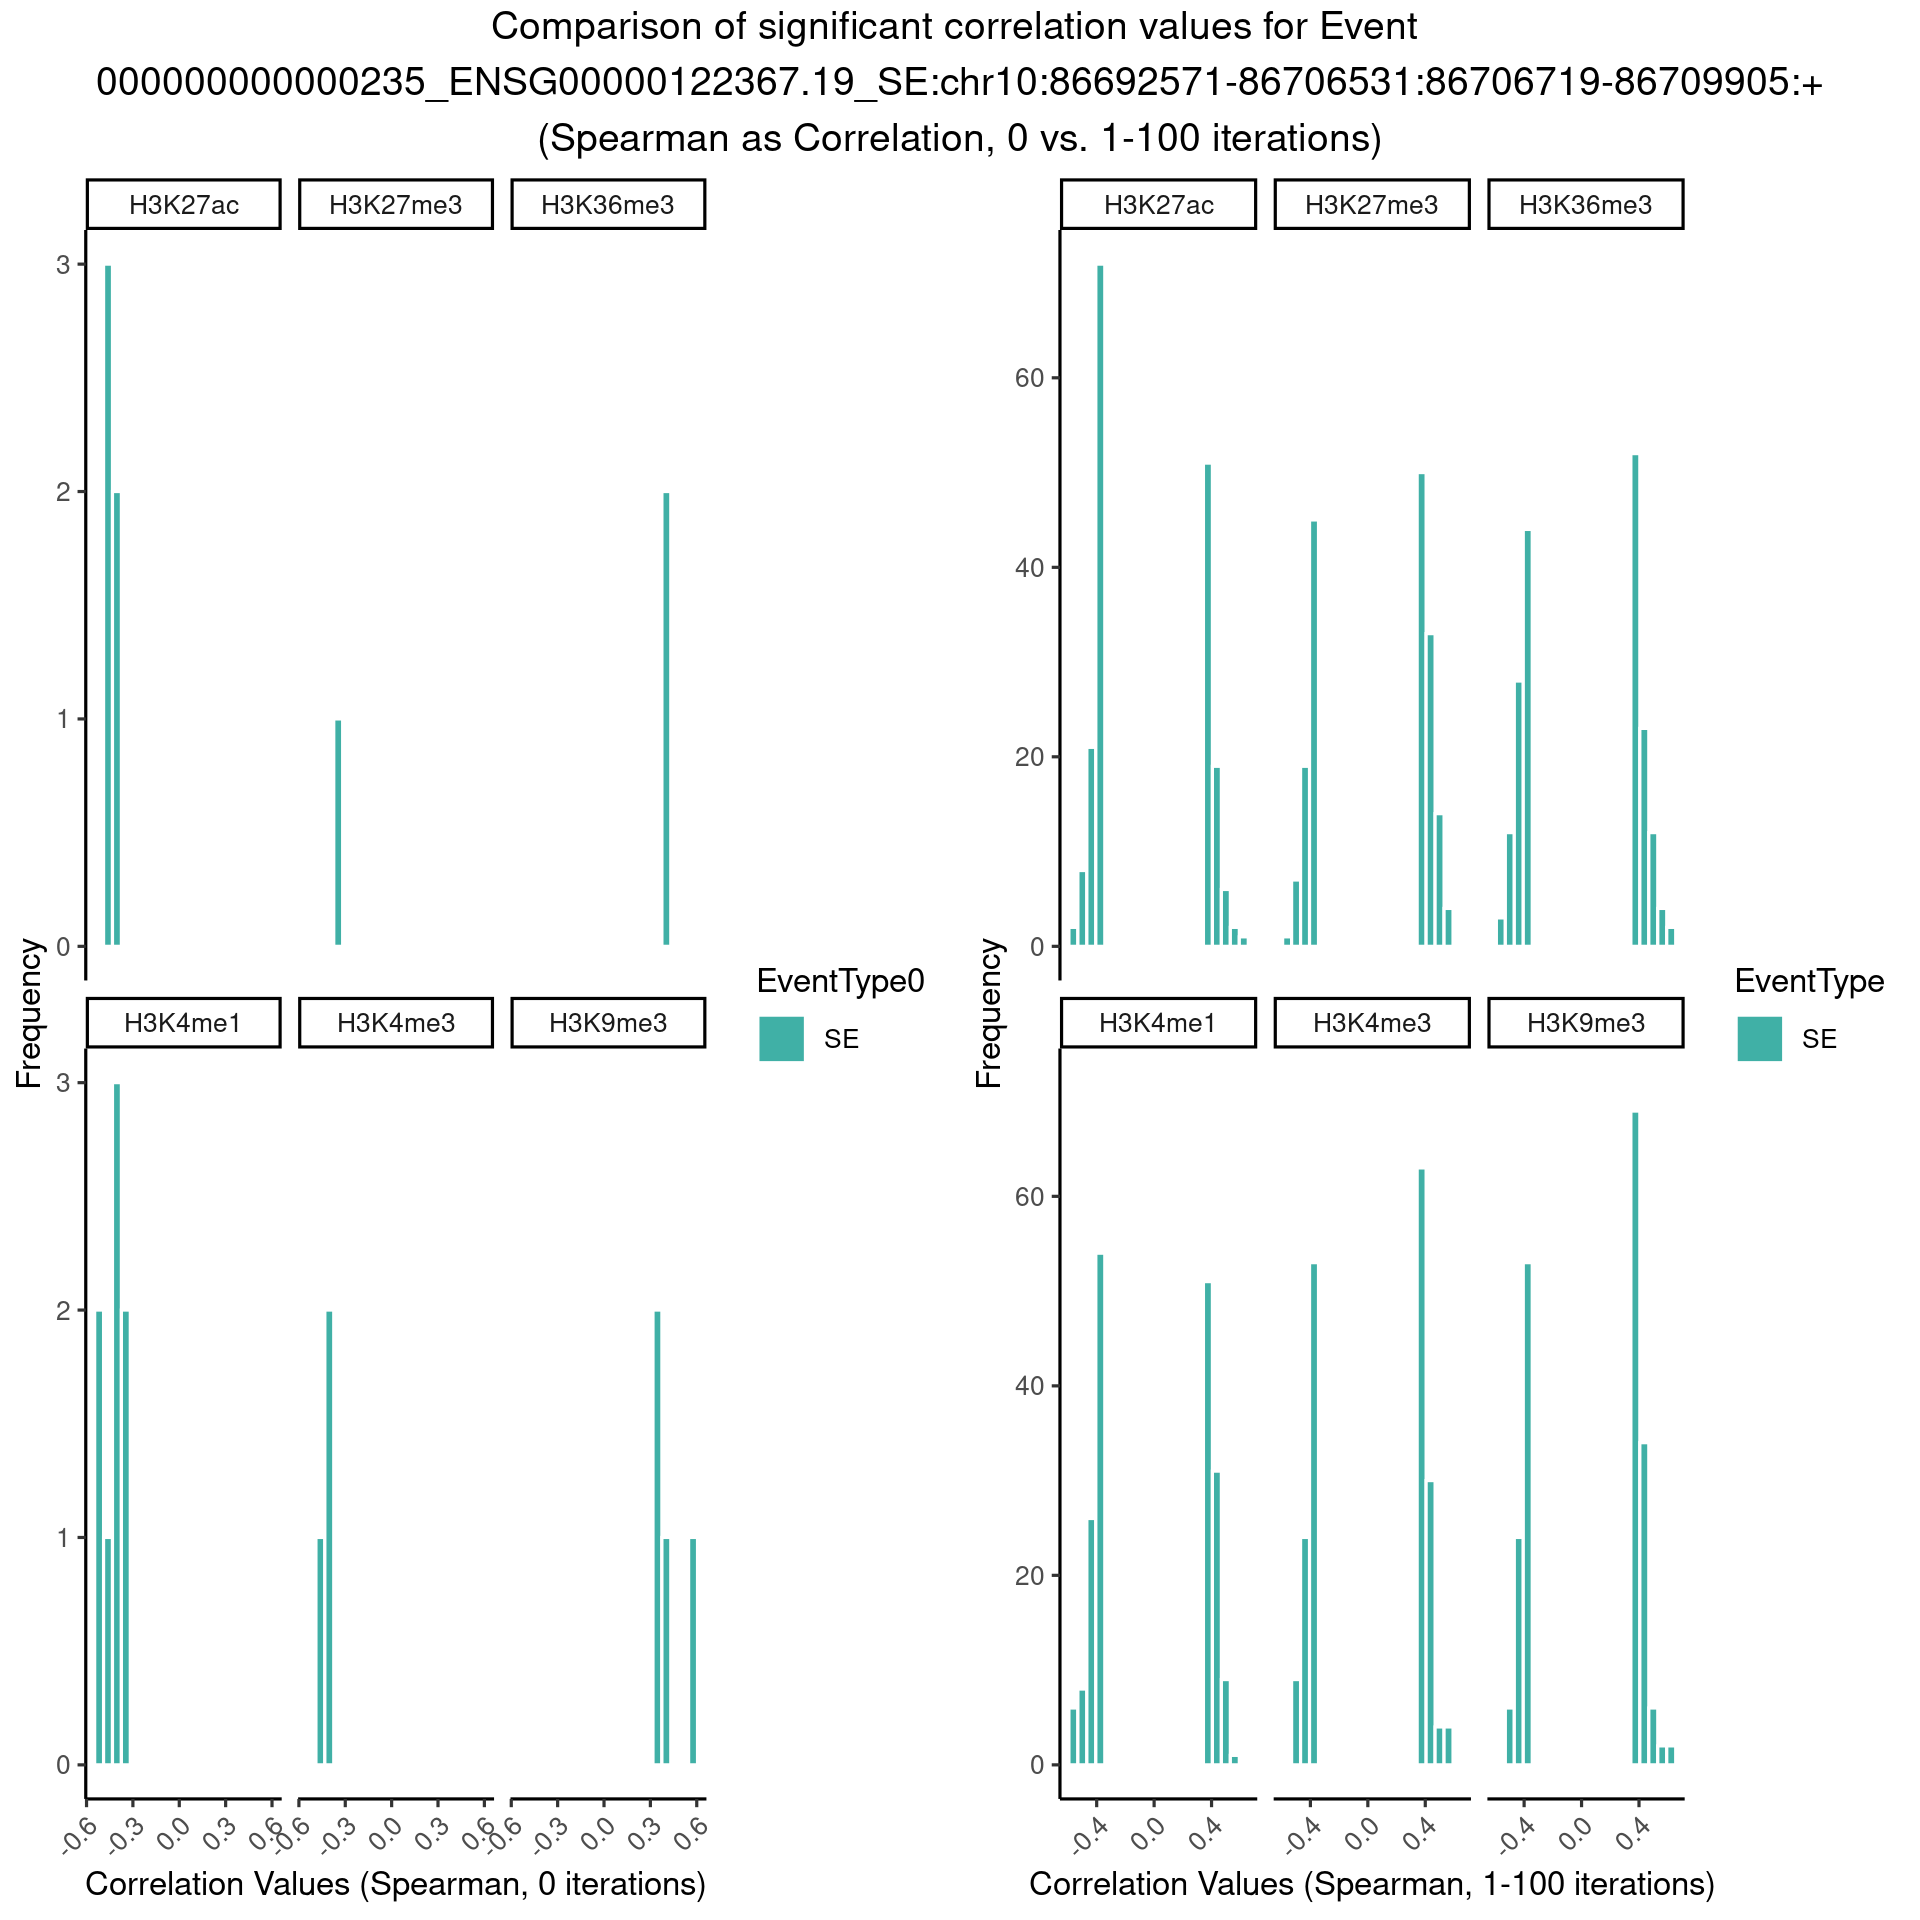 Comparison of significant correlation values for Event
000000000000235_ENSG00000122367.19_SE:chr10:86692571-86706531:86706719-86709905:+
(Spearman as Correlation, 0 vs. 1-100 iterations)
H3K27ac H3K27me3 H3K36me3
3
2
1
0
H3K4me1 H3K4me3 H3K9me3
3
2
1
0
Frequency
-0.6 -0.3 0.0 0.3 0.6 -0.6 -0.3 0.0 0.3 0.6 -0.6 -0.3 0.0 0.3 0.6
Correlation Values (Spearman, 0 iterations)
EventType0
SE
H3K27ac H3K27me3 H3K36me3
60
40
20
0
H3K4me1 H3K4me3 H3K9me3
60
40
20
0
Frequency
-0.4 0.0 0.4 -0.4 0.0 0.4 -0.4 0.0 0.4
Correlation Values (Spearman, 1-100 iterations)
EventType
SE